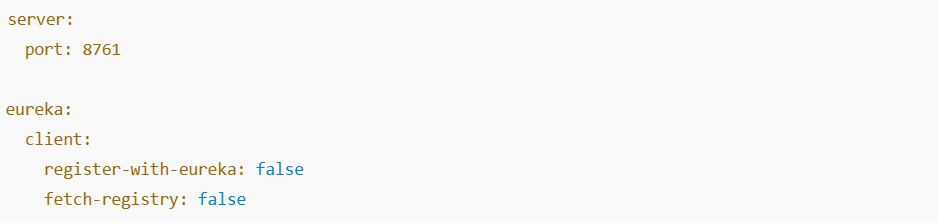 server:
  port: 8761
eureka:
  client:
    register-with-eureka: false
    fetch-registry: false